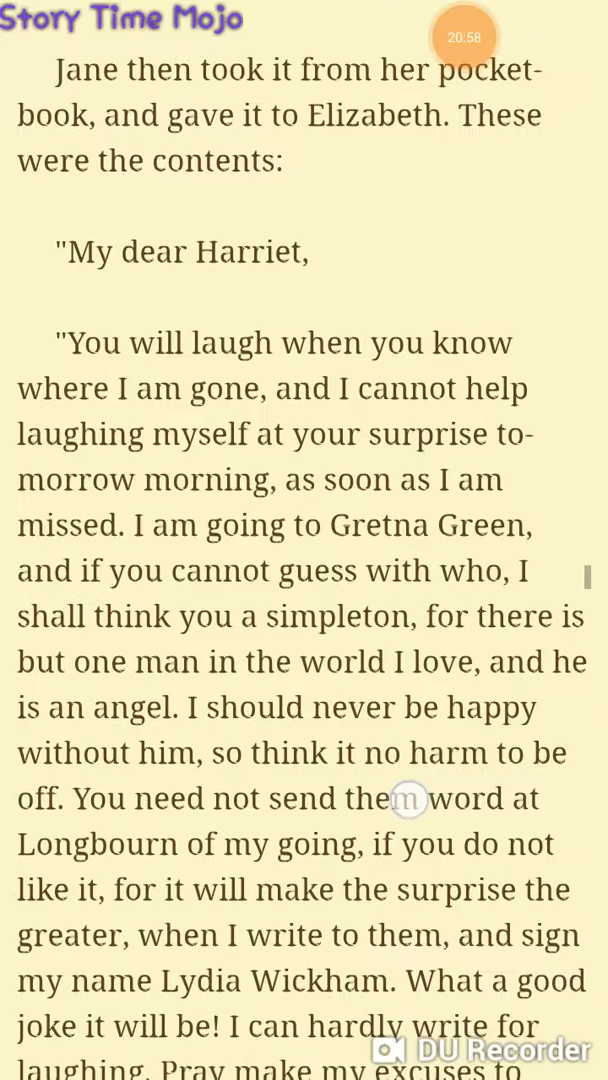 Story Time Mojo
20:58
Jane then took it from her pocket-
book, and gave it to Elizabeth. These
were the contents:
"My dear Harriet,
"You will laugh when you know
where I am gone, and I cannot help
laughing myself at your surprise to-
morrow morning, as soon as I am
missed. I am going to Gretna Green,
and if you cannot guess with who, I
shall think you a simpleton, for there is
but one man in the world I love, and he
is an angel. I should never be happy
without him, so think it no harm to be
off. You need not send them word at
Longbourn of my going, if you do not
like it, for it will make the surprise the
greater, when I write to them, and sign
my name Lydia Wickham. What a good
joke it will be! I can hardly write for
laughing. Pray make my excuses to
DU Recorder